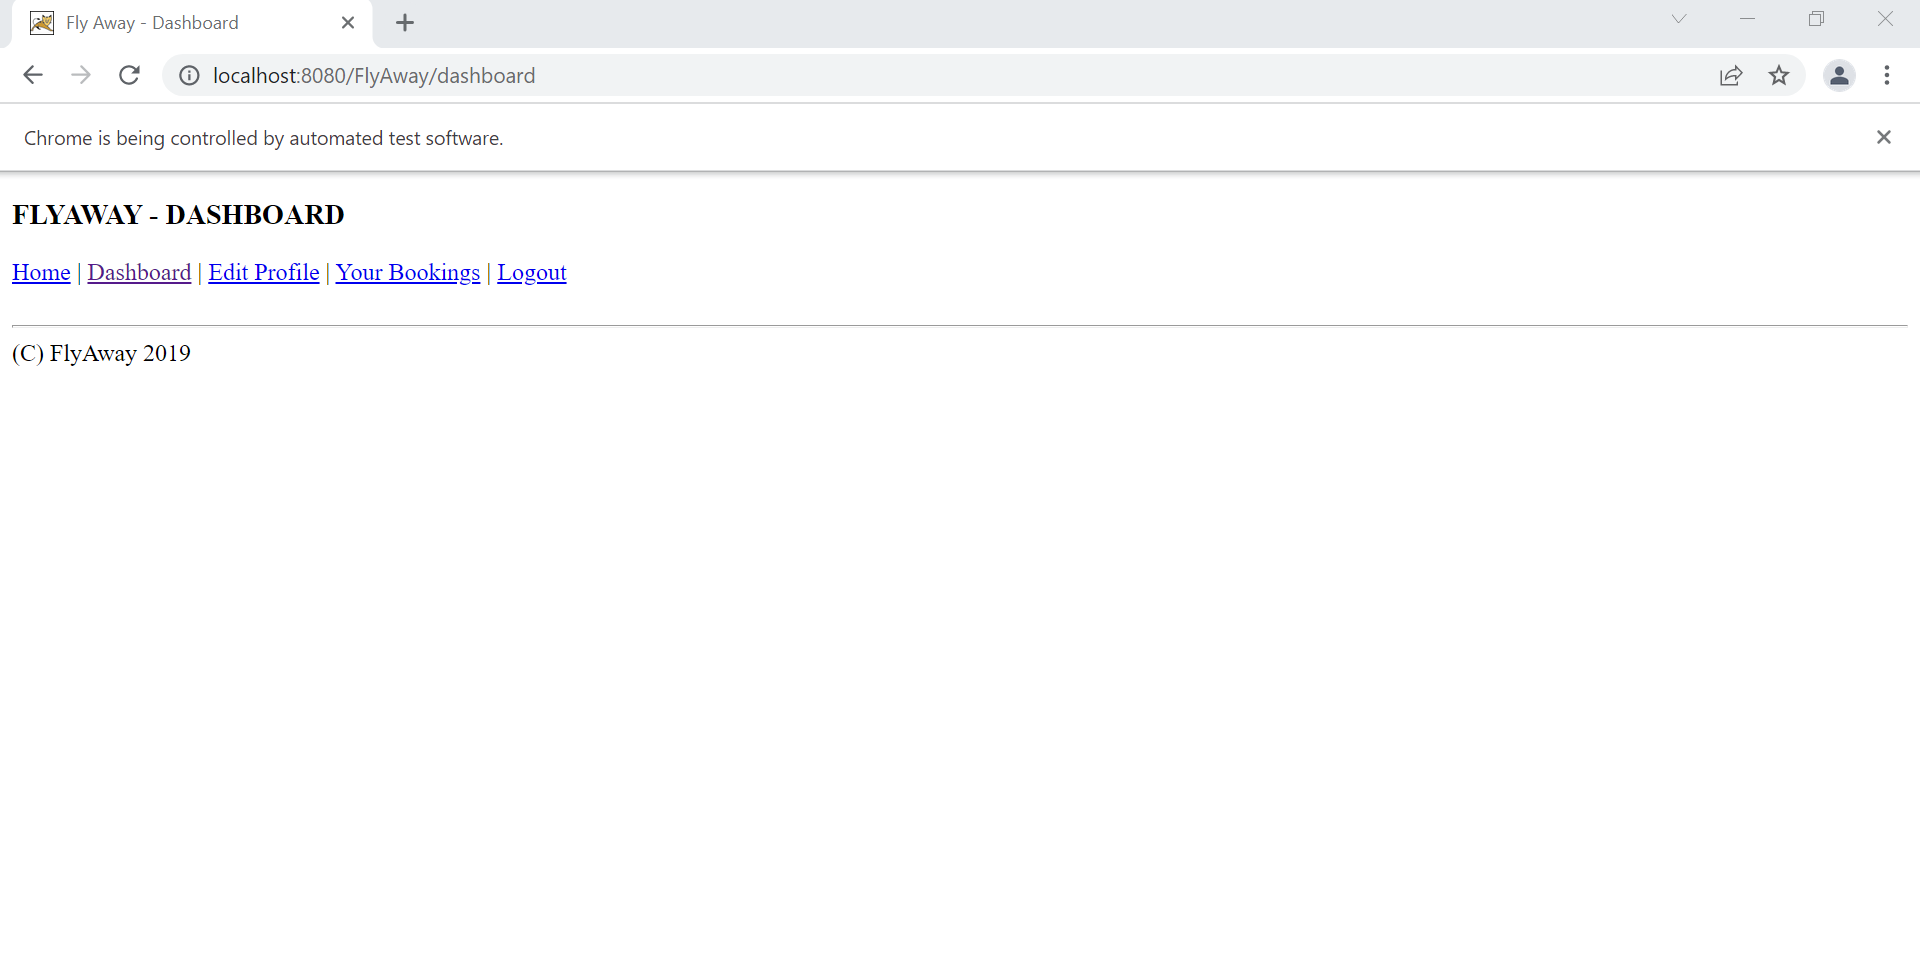 Fly Away - Dashboard
localhost:8080/FlyAway/dashboard
Chrome is being controlled by automated test software.
FLYAWAY - DASHBOARD
Home | Dashboard | Edit Profile | Your Bookings | Logout
(C) FlyAway 2019